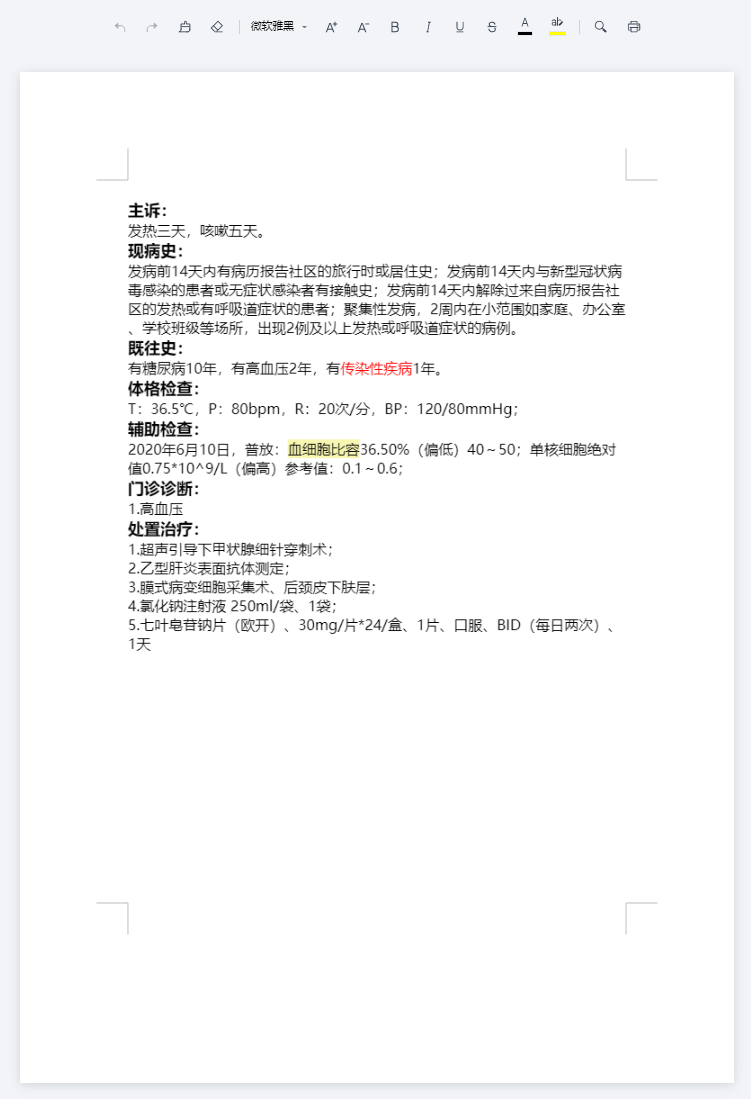 微软雅黑
A+
A-
B
I
U
S
A
ab
主诉：
发热三天，咳嗽五天。
现病史：
发病前14天内有病历报告社区的旅行时或居住史；发病前14天内与新型冠状病
毒感染的患者或无症状感染者有接触史；发病前14天内解除过来自病历报告社
区的发热或有呼吸道症状的患者；聚集性发病，2周内在小范围如家庭、办公室
、学校班级等场所，出现2例及以上发热或呼吸道症状的病例。
既往史：
有糖尿病10年，有高血压2年，有传染性疾病1年。
体格检查：
T：36.5℃，P：80bpm，R：20次/分，BP：120/80mmHg；
辅助检查：
2020年6月10日，普放：血细胞比容36.50%（偏低）40～50；单核细胞绝对
值0.75*10^9/L（偏高）参考值：0.1～0.6；
门诊诊断：
1.高血压
处置治疗：
1.超声引导下甲状腺细针穿刺术；
2.乙型肝炎表面抗体测定；
3.膜式病变细胞采集术、后颈皮下肤层；
4.氯化钠注射液 250ml/袋、1袋；
5.七叶皂苷钠片（欧开）、30mg/片*24/盒、1片、口服、BID（每日两次）、
1天